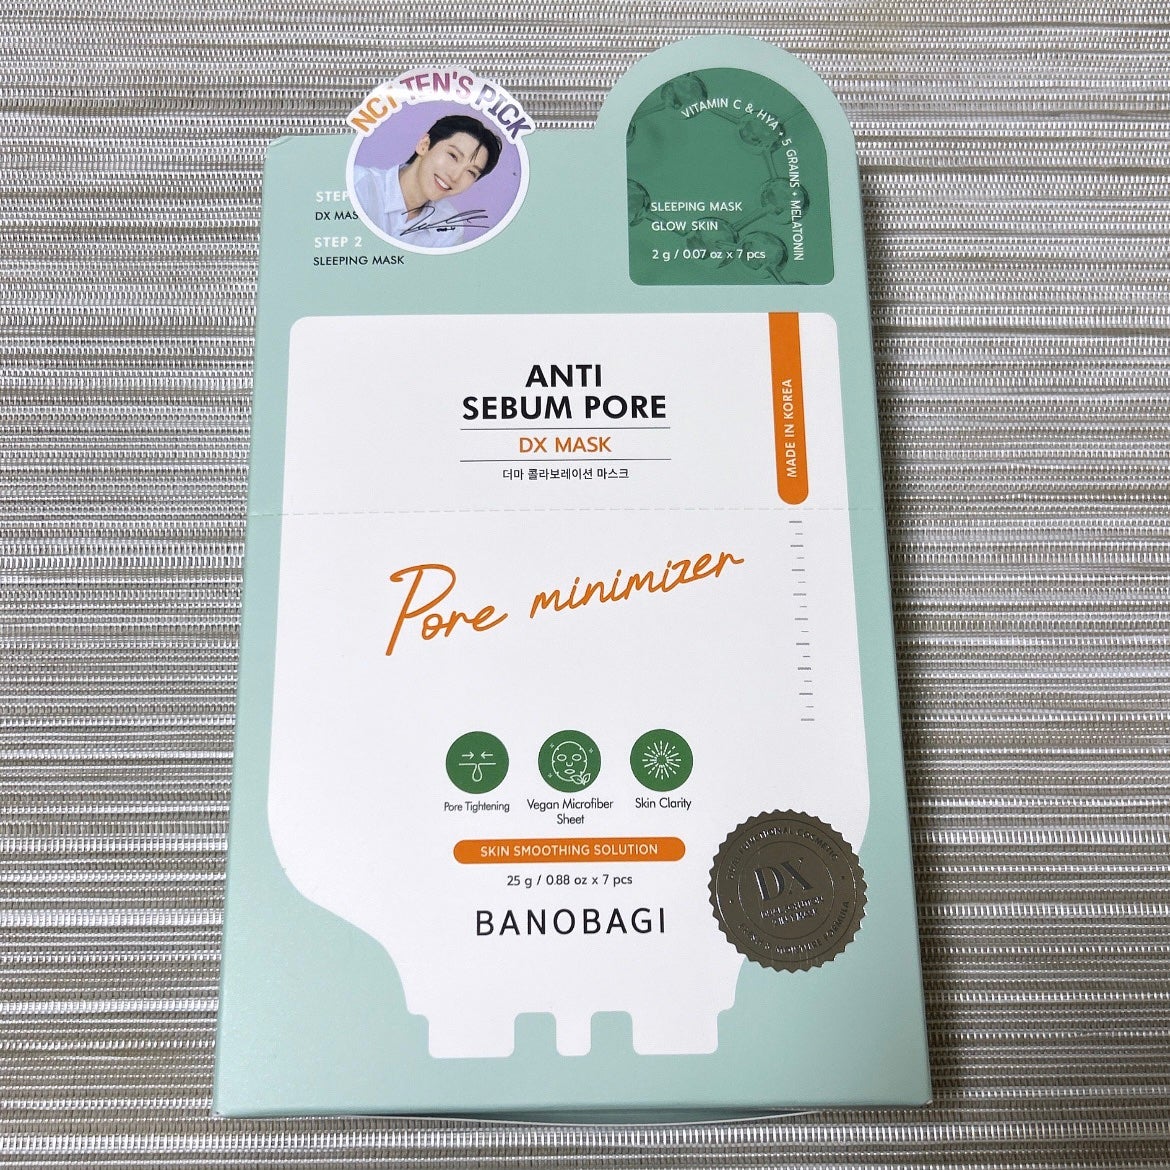 NCT TEN'S PICK
STEP
DX MAS
STEP 2
SLEEPING MASK
VITAMIN C & HYA • 5 GRAINS • MELATONIN
SLEEPING MASK
GLOW SKIN
2 g / 0.07 oz x 7 pcs
ANTI
SEBUM PORE
DX MASK
더마 콜라보레이션 마스크
MADE IN KOREA
Pore minimizer
Pore Tightening
Vegan Microfiber
Sheet
Skin Clarity
SKIN SMOOTHING SOLUTION
25 g / 0.88 oz x 7 pcs
BANOBAGI
DX
COSMETIC
& MOISTURE FORMULA